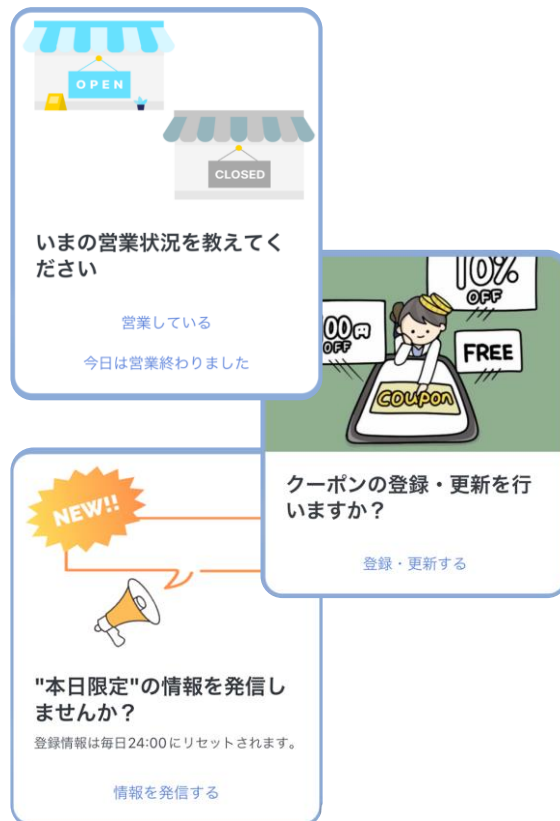 OPEN
CLOSED
いまの営業状況を教えてく
ださい
営業している
今日は営業終わりました
10%
OFF
00円
OFF
FREE
COUPON
クーポンの登録・更新を行
いますか？
登録・更新する
NEW!!
"本日限定"の情報を発信し
ませんか？
登録情報は毎日24:00にリセットされます。
情報を発信する